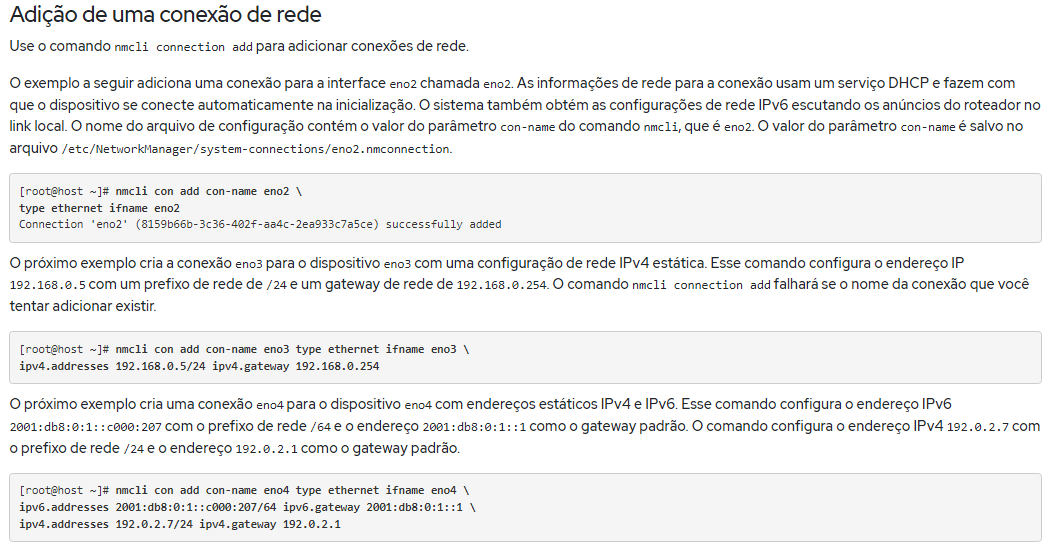 Adição de uma conexão de rede
Use o comando nmcli connection add para adicionar conexões de rede.
O exemplo a seguir adiciona uma conexão para a interface eno2 chamada eno2. As informações de rede para a conexão usam um serviço DHCP e fazem com
que o dispositivo se conecte automaticamente na inicialização. O sistema também obtém as configurações de rede IPv6 escutando os anúncios do roteador no
link local. O nome do arquivo de configuração contém o valor do parâmetro con-name do comando nmcli, que é eno2. O valor do parâmetro con-name é salvo no
arquivo /etc/NetworkManager/system-connections/eno2.nmconnection.
[root@host ~]# nmcli con add con-name eno2 \
type ethernet ifname eno2
Connection 'eno2' (8159b66b-3c36-402f-aa4c-2ea933c7a5ce) successfully added
O próximo exemplo cria a conexão eno3 para o dispositivo eno3 com uma configuração de rede IPv4 estática. Esse comando configura o endereço IP
192.168.0.5 com um prefixo de rede de /24 e um gateway de rede de 192.168.0.254. O comando nmcli connection add falhará se o nome da conexão que você
tentar adicionar existir.
[root@host ~]# nmcli con add con-name eno3 type ethernet ifname eno3 \
ipv4.addresses 192.168.0.5/24 ipv4.gateway 192.168.0.254
O próximo exemplo cria uma conexão eno4 para o dispositivo eno4 com endereços estáticos IPv4 e IPv6. Esse comando configura o endereço IPv6
2001:db8:0:1::c000:207 com o prefixo de rede /64 e o endereço 2001:db8:0:1::1 como o gateway padrão. O comando configura o endereço IPv4 192.0.2.7 com
o prefixo de rede /24 e o endereço 192.0.2.1 como o gateway padrão.
[root@host ~]# nmcli con add con-name eno4 type ethernet ifname eno4 \
ipv6.addresses 2001:db8:0:1::c000:207/64 ipv6.gateway 2001:db8:0:1::1 \
ipv4.addresses 192.0.2.7/24 ipv4.gateway 192.0.2.1